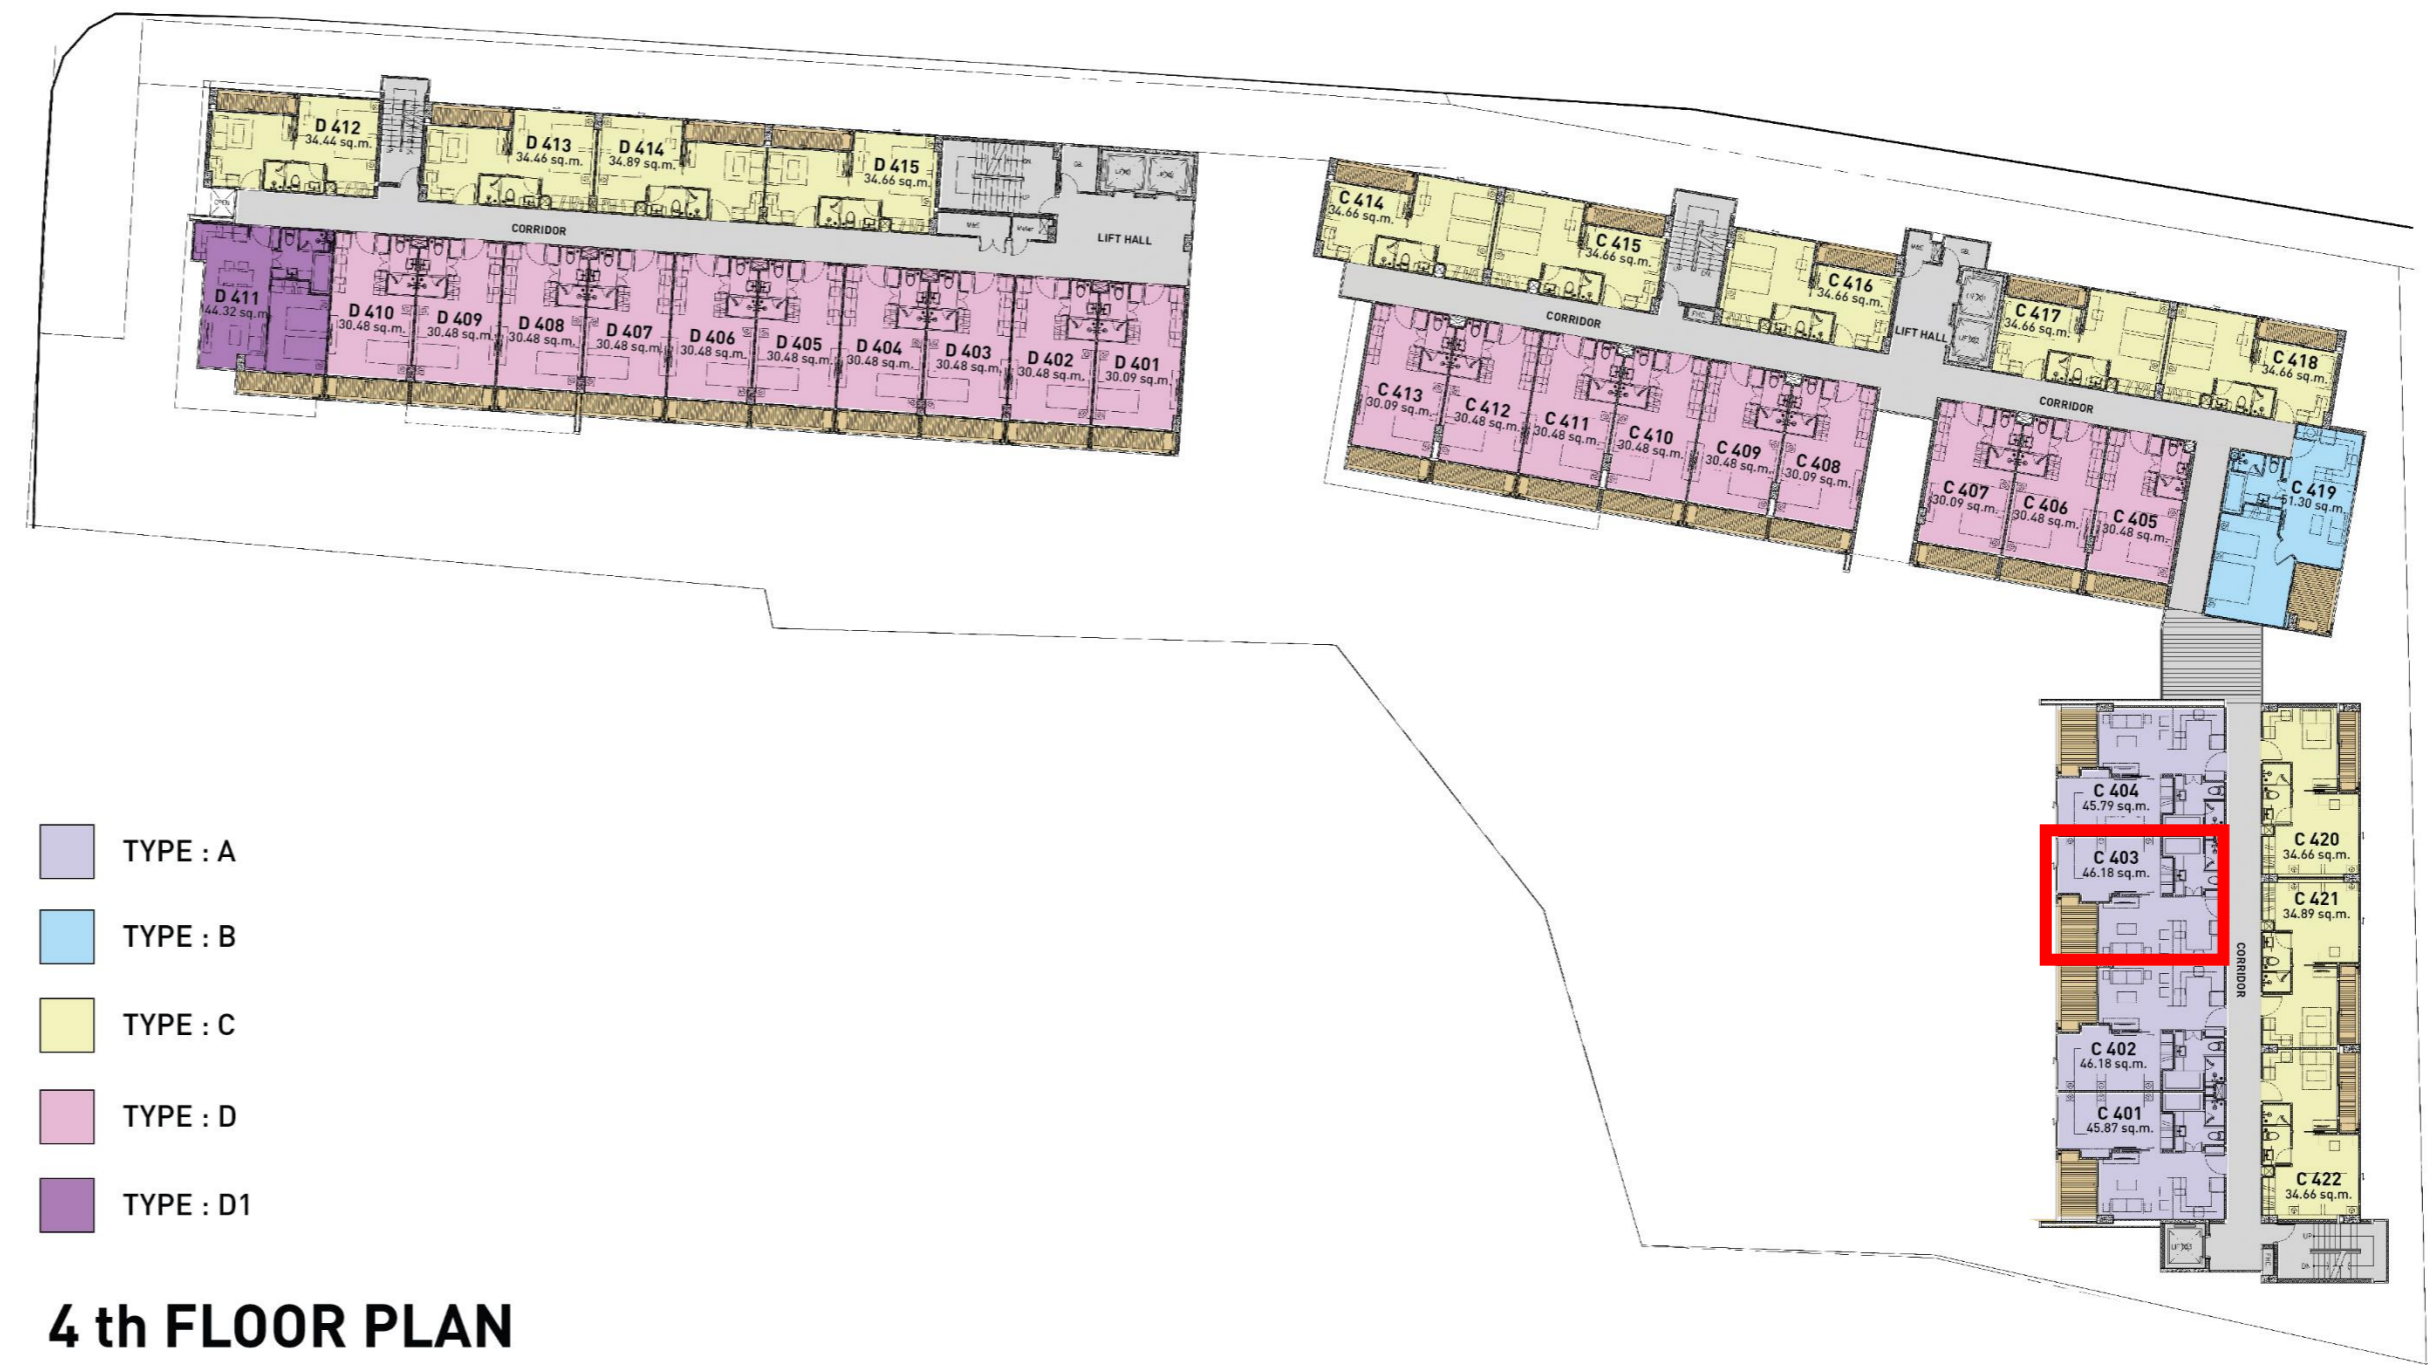 D 412
34.44 sq.m.
D 413
34.46 sq.m.
D 414
34.89 sq.m.
D 415
34.66 sq.m.
OPEN
CORRIDOR
LIFT HALL
D 411
44.32 sq.m.
D 410
30.48 sq.m.
D 409
30.48 sq.m.
D 408
30.48 sq.m.
D 407
30.48 sq.m.
D 406
30.48 sq.m.
D 405
30.48 sq.m.
D 404
30.48 sq.m.
D 403
30.48 sq.m.
D 402
30.48 sq.m.
D 401
30.09 sq.m.
C 414
34.66 sq.m.
C 415
34.66 sq.m.
C 416
34.66 sq.m.
C 417
34.66 sq.m.
C 418
34.66 sq.m.
CORRIDOR
LIFT HALL
CORRIDOR
C 413
30.09 sq.m.
C 412
30.48 sq.m.
C 411
30.48 sq.m.
C 410
30.48 sq.m.
C 409
30.48 sq.m.
C 408
30.09 sq.m.
C 407
30.09 sq.m.
C 406
30.48 sq.m.
C 405
30.48 sq.m.
C 419
51.30 sq.m.
C 404
45.79 sq.m.
C 403
46.18 sq.m.
C 402
46.18 sq.m.
C 401
45.87 sq.m.
CORRIDOR
C 420
34.66 sq.m.
C 421
34.89 sq.m.
C 422
34.66 sq.m.
UP
DN
TYPE : A
TYPE : B
TYPE : C
TYPE : D
TYPE : D1
4 th FLOOR PLAN